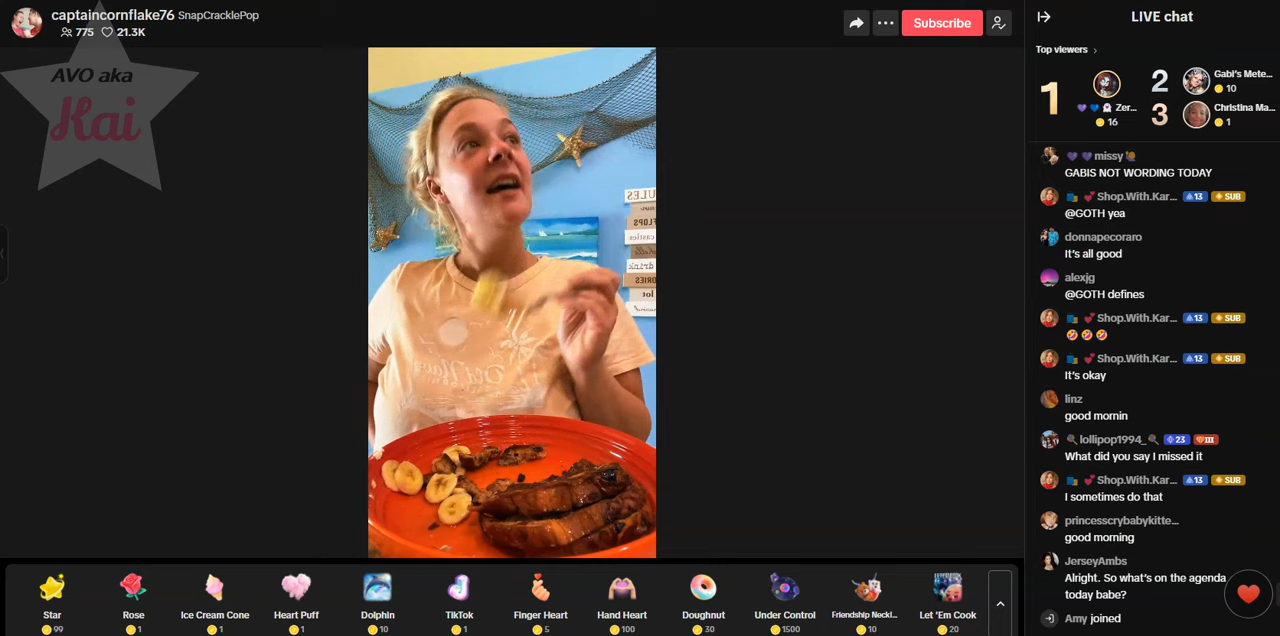 captaincornflake76 SnapCracklePop
775 21.3K
Subscribe
AVO aka
Kai
LIVE chat
Top viewers
1
Zer...
16
2
Gabi's Mete...
10
3
Christina Ma...
1
missy
GABIS NOT WORDING TODAY
Shop.With.Kar... 13 SUB
@GOTH yea
donnapecoraro
It's all good
alexjg
@GOTH defines
Shop.With.Kar... 13 SUB
Shop.With.Kar... 13 SUB
It's okay
linz
good mornin
lollipop1994_ 23 III
What did you say I missed it
Shop.With.Kar... 13 SUB
I sometimes do that
princesscrybabykitte...
good morning
JerseyAmbs
Alright. So what's on the agenda
today babe?
Amy joined
RULES
FLOPS
castles
drink
lot
Star
99
Rose
1
Ice Cream Cone
1
Heart Puff
1
Dolphin
10
TikTok
1
Finger Heart
5
Hand Heart
100
Doughnut
30
Under Control
1500
Friendship Neckl...
10
Let 'Em Cook
20